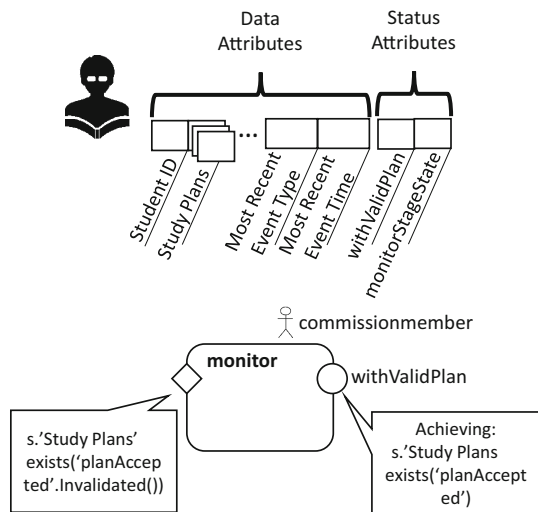 Data
Attributes
Status
Attributes
...
Student ID
Study Plans
Most Recent
Event Type
Most Recent
Event Time
withValidPlan
monitorStageState
commissionmember
monitor
withValidPlan
s.’Study Plans’
exists(‘planAccep
ted’.Invalidated())
Achieving:
s.’Study Plans
exists(‘planAccept
ed’)